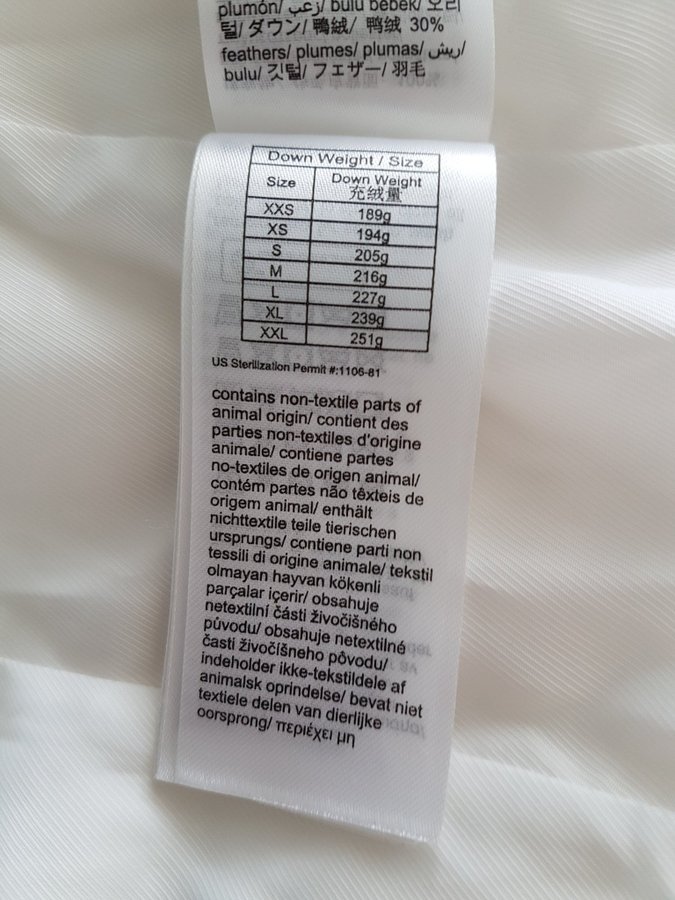 plumón/ زغب/ bulu bebek/ 오리
털/ ダウン/ 鴨絨/ 鸭绒 30%
feathers/ plumes/ plumas/ ريش/
bulu/ 깃털/ フェザー/ 羽毛
Down Weight / Size
Size Down Weight
充绒量
XXS 189g
XS 194g
S 205g
M 216g
L 227g
XL 239g
XXL 251g
US Sterilization Permit #:1106-81
contains non-textile parts of
animal origin/ contient des
parties non-textiles d'origine
animale/ contiene partes
no-textiles de origen animal/
contém partes não têxteis de
origem animal/ enthält
nichttextile teile tierischen
ursprungs/ contiene parti non
tessili di origine animale/ tekstil
olmayan hayvan kökenli
parçalar içerir/ obsahuje
netextilní části živočišného
původu/ obsahuje netextilné
časti živočíšneho pôvodu/
indeholder ikke-tekstildele af
animalsk oprindelse/ bevat niet
textiele delen van dierlijke
oorsprong/ περιέχει μη